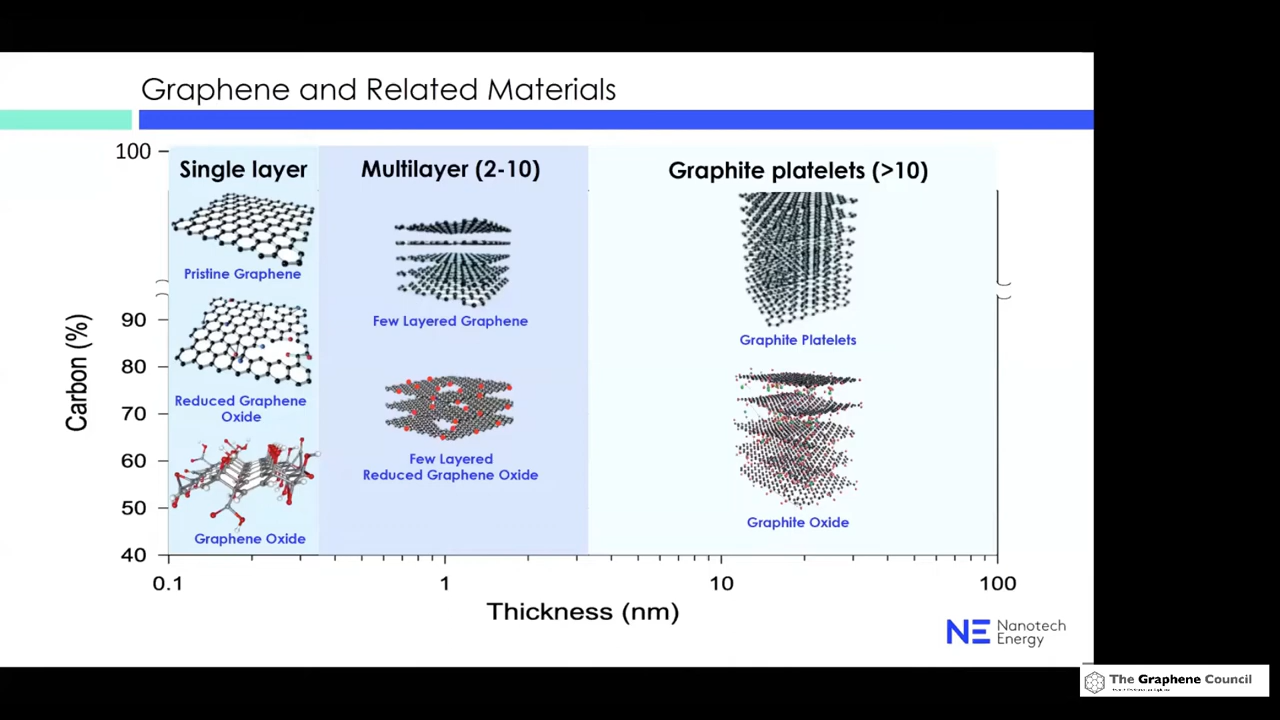 Graphene and Related Materials
100
Single layer
Multilayer (2-10)
Graphite platelets (>10)
Pristine Graphene
Few Layered Graphene
Graphite Platelets
90
80
70
60
50
40
Carbon (%)
Reduced Graphene
Oxide
Few Layered
Reduced Graphene Oxide
Graphite Oxide
Graphene Oxide
0.1
1
10
100
Thickness (nm)
NE Nanotech
Energy
The Graphene Council